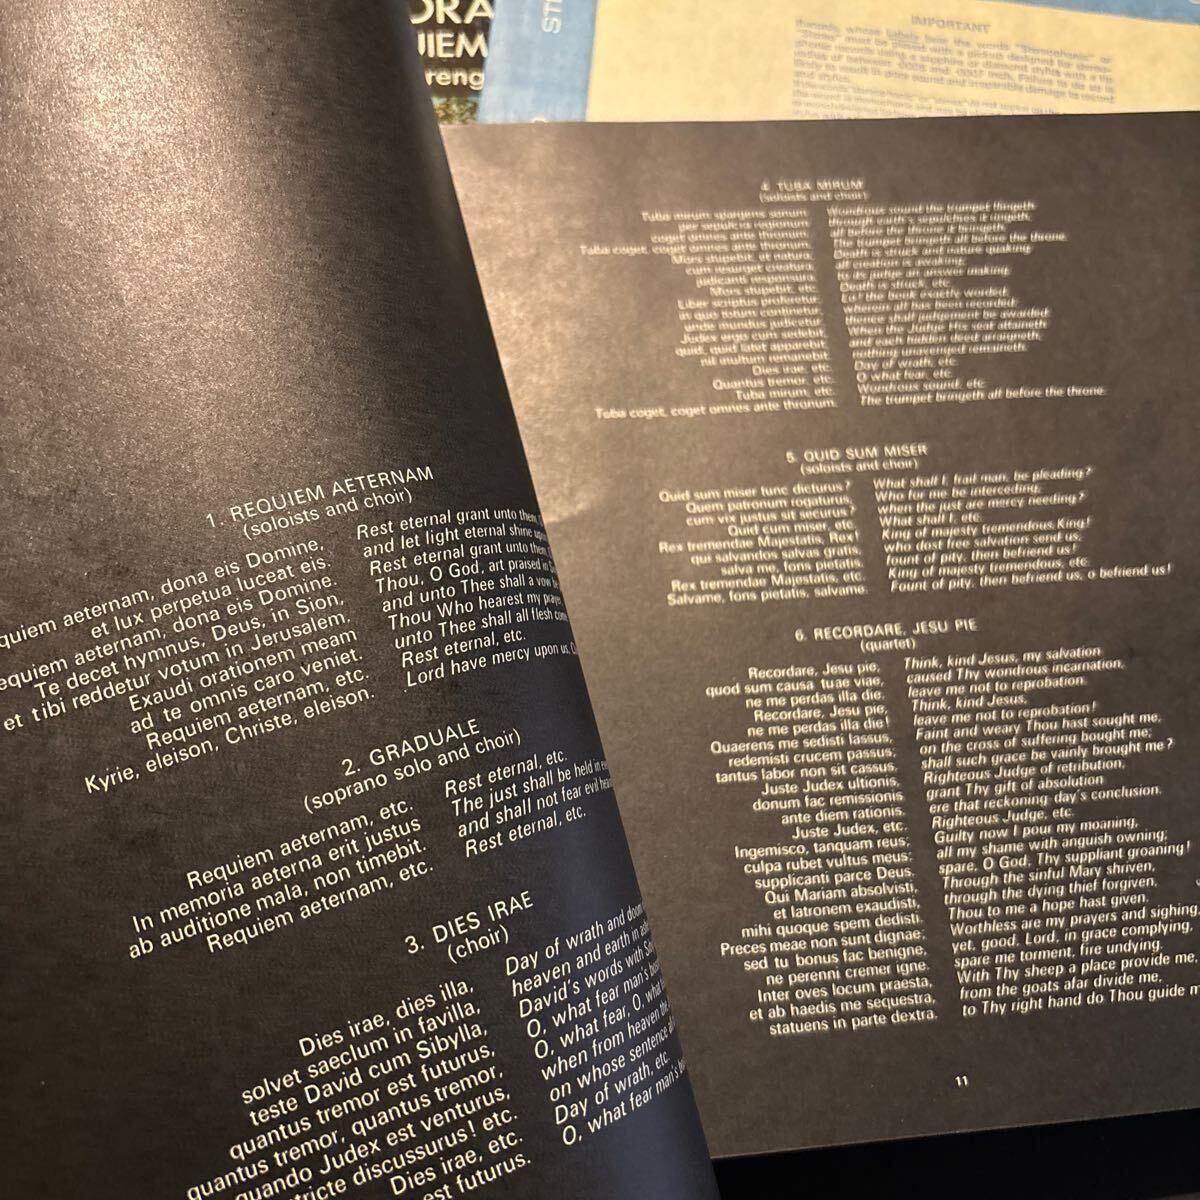 ORA
UIEM
IMPORTANT
1. REQUIEM AETERNAM
(soloists and choir)
quiem aeternam, dona eis Domine,
et lux perpetua luceat eis.
equiem aeternam, dona eis Domine.
Te decet hymnus, Deus, in Sion,
et tibi reddetur votum in Jerusalem,
Exaudi orationem meam
ad te omnis caro veniet.
Requiem aeternam, etc.
Kyrie, eleison, Christe, eleison.
Rest eternal grant unto them,
and let light eternal shine upon
Rest eternal grant unto them,
Thou, O God, art praised in
and unto Thee shall a vow be
Thou Who hearest my prayer,
unto Thee shall all flesh come
Rest eternal, etc.
Lord have mercy upon us,
2. GRADUALE
(soprano solo and choir)
Requiem aeternam, etc.
In memoria aeterna erit justus
ab auditione mala, non timebit.
Requiem aeternam, etc.
Rest eternal, etc.
The just shall be held in
and shall not fear evil
Rest eternal, etc.
3. DIES IRAE
(choir)
Dies irae, dies illa,
solvet saeclum in favilla,
teste David cum Sibylla,
quantus tremor est futurus,
quantus tremor, quantus tremor,
quando Judex est venturus,
stricte discussurus! etc.
Dies irae, etc.
est futurus.
Day of wrath and doom
heaven and earth in
David's words with
O, what fear man's
O, what fear, O, what
when from heaven the
on whose sentence
Day of wrath, etc.
O, what fear man's
4. TUBA MIRUM
(soloists and choir)
Tuba mirum spargens sonum
per sepulcra regionum
coget omnes ante thronum.
Tuba coget, coget omnes ante thronum.
Mors stupebit, et natura,
cum resurget creatura,
judicanti responsura.
Mors stupebit, etc.
Liber scriptus proferetur,
in quo totum continetur,
unde mundus judicetur.
Judex ergo cum sedebit,
quid, quid latet apparebit,
nil inultum remanebit.
Dies irae, etc.
Quantus tremor, etc.
Tuba mirum, etc.
Tuba coget, coget omnes ante thronum.
Wondrous sound the trumpet flingeth
through earth's sepulchres it ringeth,
all before the throne it bringeth.
The trumpet bringeth all before the throne.
Death is struck and nature quaking
all creation is awaking,
to its judge an answer making.
Death is struck, etc.
Lo! the book exactly worded,
wherein all has been recorded,
thence shall judgement be awarded.
When the Judge His seat attaineth
and each hidden deed arraigneth,
nothing unavenged remaineth.
Day of wrath, etc.
O what fear, etc.
Wondrous sound, etc.
The trumpet bringeth all before the throne.
5. QUID SUM MISER
(soloists and choir)
Quid sum miser tunc dicturus?
Quem patronum rogaturus,
cum vix justus sit securus?
Quid cum miser, etc.
Rex tremendae Majestatis, Rex!
qui salvandos salvas gratis,
salva me, fons pietatis.
Rex tremendae Majestatis, etc.
Salvame, fons pietatis, salvame.
What shall I, frail man, be pleading?
Who for me be interceding,
when the just are mercy needing?
What shall I, etc.
King of majesty tremendous King!
who dost free salvation send us,
fount of pity, then befriend us!
King of majesty tremendous, etc.
Fount of pity, then befriend us, o befriend us!
6. RECORDARE, JESU PIE
(quartet)
Recordare, Jesu pie,
quod sum causa tuae viae,
ne me perdas illa die.
Recordare, Jesu pie,
ne me perdas illa die!
Quaerens me sedisti lassus,
redemisti crucem passus;
tantus labor non sit cassus.
Juste Judex ultionis,
donum fac remissionis
ante diem rationis.
Juste Judex, etc.
Ingemisco, tanquam reus;
culpa rubet vultus meus;
supplicanti parce Deus.
Qui Mariam absolvisti,
et latronem exaudisti,
mihi quoque spem dedisti.
Preces meae non sunt dignae;
sed tu bonus fac benigne,
ne perenni cremer igne.
Inter oves locum praesta,
et ab haedis me sequestra,
statuens in parte dextra.
Think, kind Jesus, my salvation
caused Thy wondrous incarnation,
leave me not to reprobation.
Think, kind Jesus,
leave me not to reprobation!
Faint and weary Thou hast sought me,
on the cross of suffering bought me;
shall such grace be vainly brought me?
Righteous Judge of retribution,
grant Thy gift of absolution
ere that reckoning day's conclusion.
Righteous Judge, etc.
Guilty now I pour my moaning,
all my shame with anguish owning;
spare, O God, Thy suppliant groaning!
Through the sinful Mary shriven,
through the dying thief forgiven,
Thou to me a hope hast given.
Worthless are my prayers and sighing
yet, good, Lord, in grace complying,
spare me torment, fire undying.
With Thy sheep a place provide me,
from the goats afar divide me,
to Thy right hand do Thou guide m
11